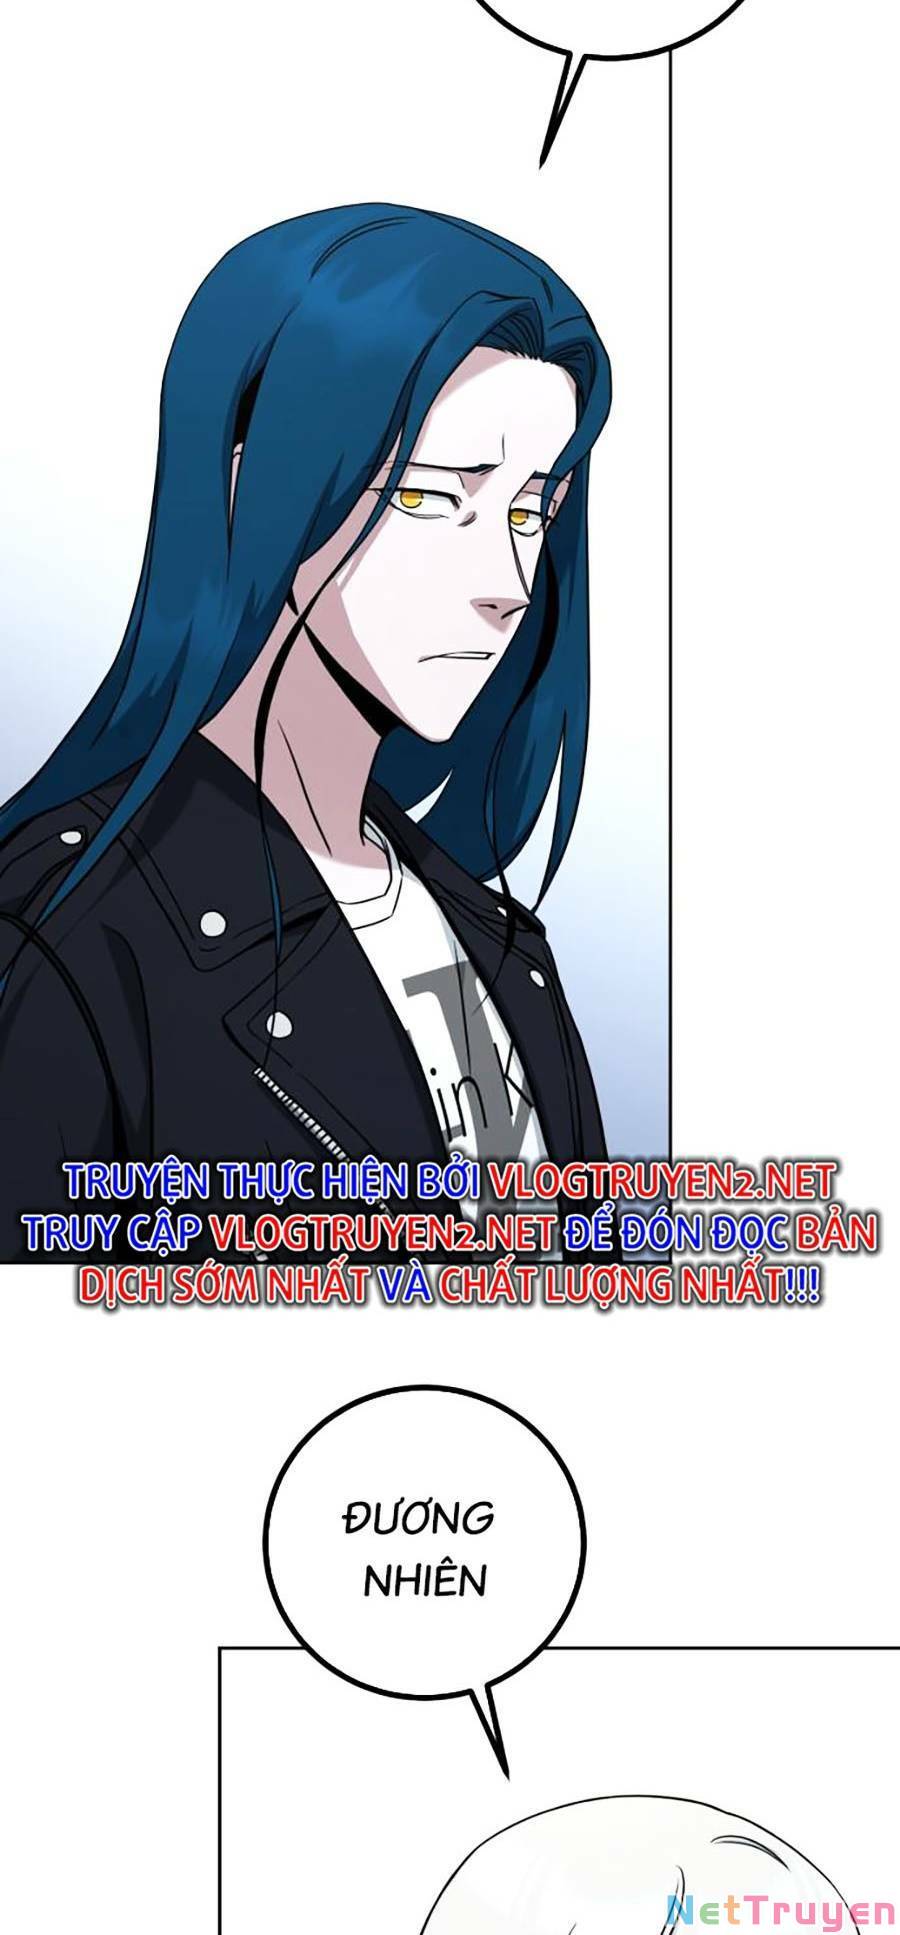 in K
TRUYỆN THỰC HIỆN BỞI VLOGTRUYEN2.NET
TRUY CẬP VLOGTRUYEN2.NET ĐỂ ĐÓN ĐỌC BẢN
DỊCH SỚM NHẤT VÀ CHẤT LƯỢNG NHẤT!!!
ĐƯƠNG
NHIÊN
NetTruyen